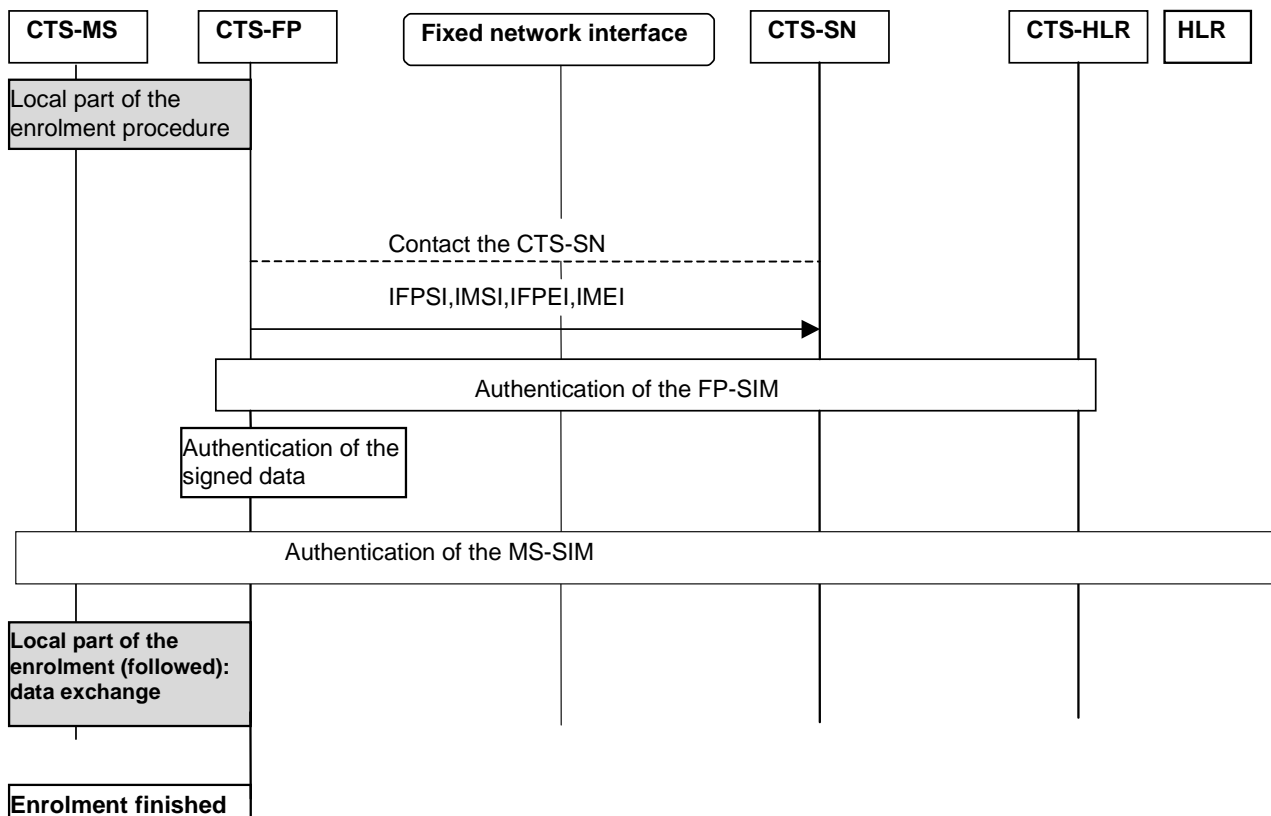 CTS-MS
CTS-FP
Fixed network interface
CTS-SN
CTS-HLR
HLR
Local part of the
enrolment procedure
Contact the CTS-SN
IFPSI,IMSI,IFPEI,IMEI
Authentication of the FP-SIM
Authentication of the
signed data
Authentication of the MS-SIM
Local part of the
enrolment (followed):
data exchange
Enrolment finished